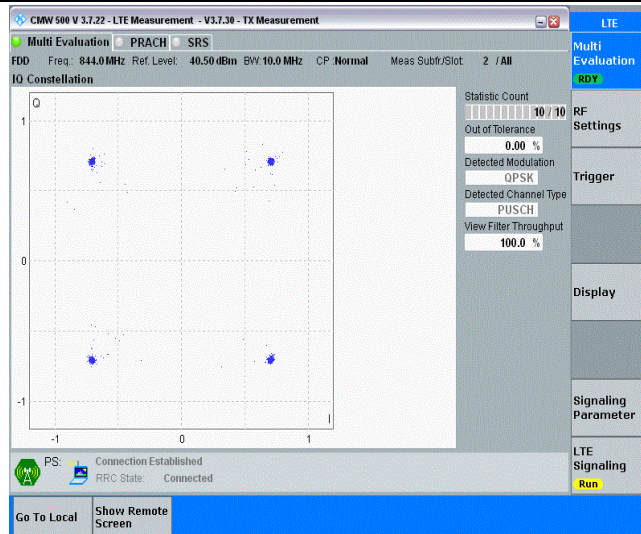 CMW 500 V 3.7.22 - LTE Measurement - V3.7.30 - TX Measurement
LTE
Multi Evaluation PRACH SRS
FDD Freq.: 844.0 MHz Ref. Level: 40.50 dBm BW: 10.0 MHz CP :Normal Meas Subfr/Slot 2 / All
IQ Constellation
Q
1
0
-1
-1 0 1
I
Statistic Count
10 / 10
Out of Tolerance
0.00 %
Detected Modulation
QPSK
Detected Channel Type
PUSCH
View Filter Throughput
100.0 %
Multi
Evaluation
RDY
RF
Settings
Trigger
Display
Signaling
Parameter
LTE
Signaling
Run
PS: Connection Established
RRC State: Connected
Go To Local
Show Remote
Screen